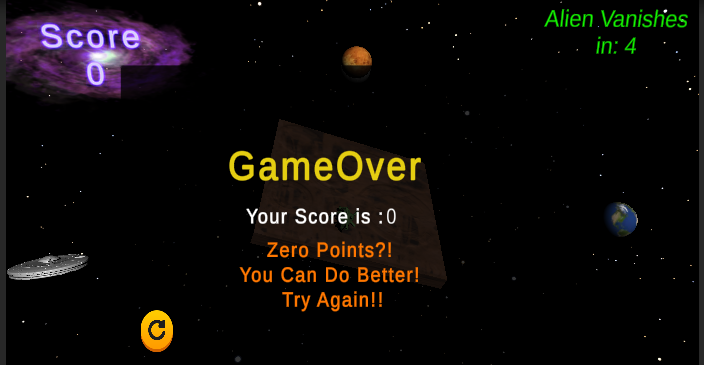 Score
0
Alien Vanishes
in: 4
GameOver
Your Score is :0
Zero Points?!
You Can Do Better!
Try Again!!